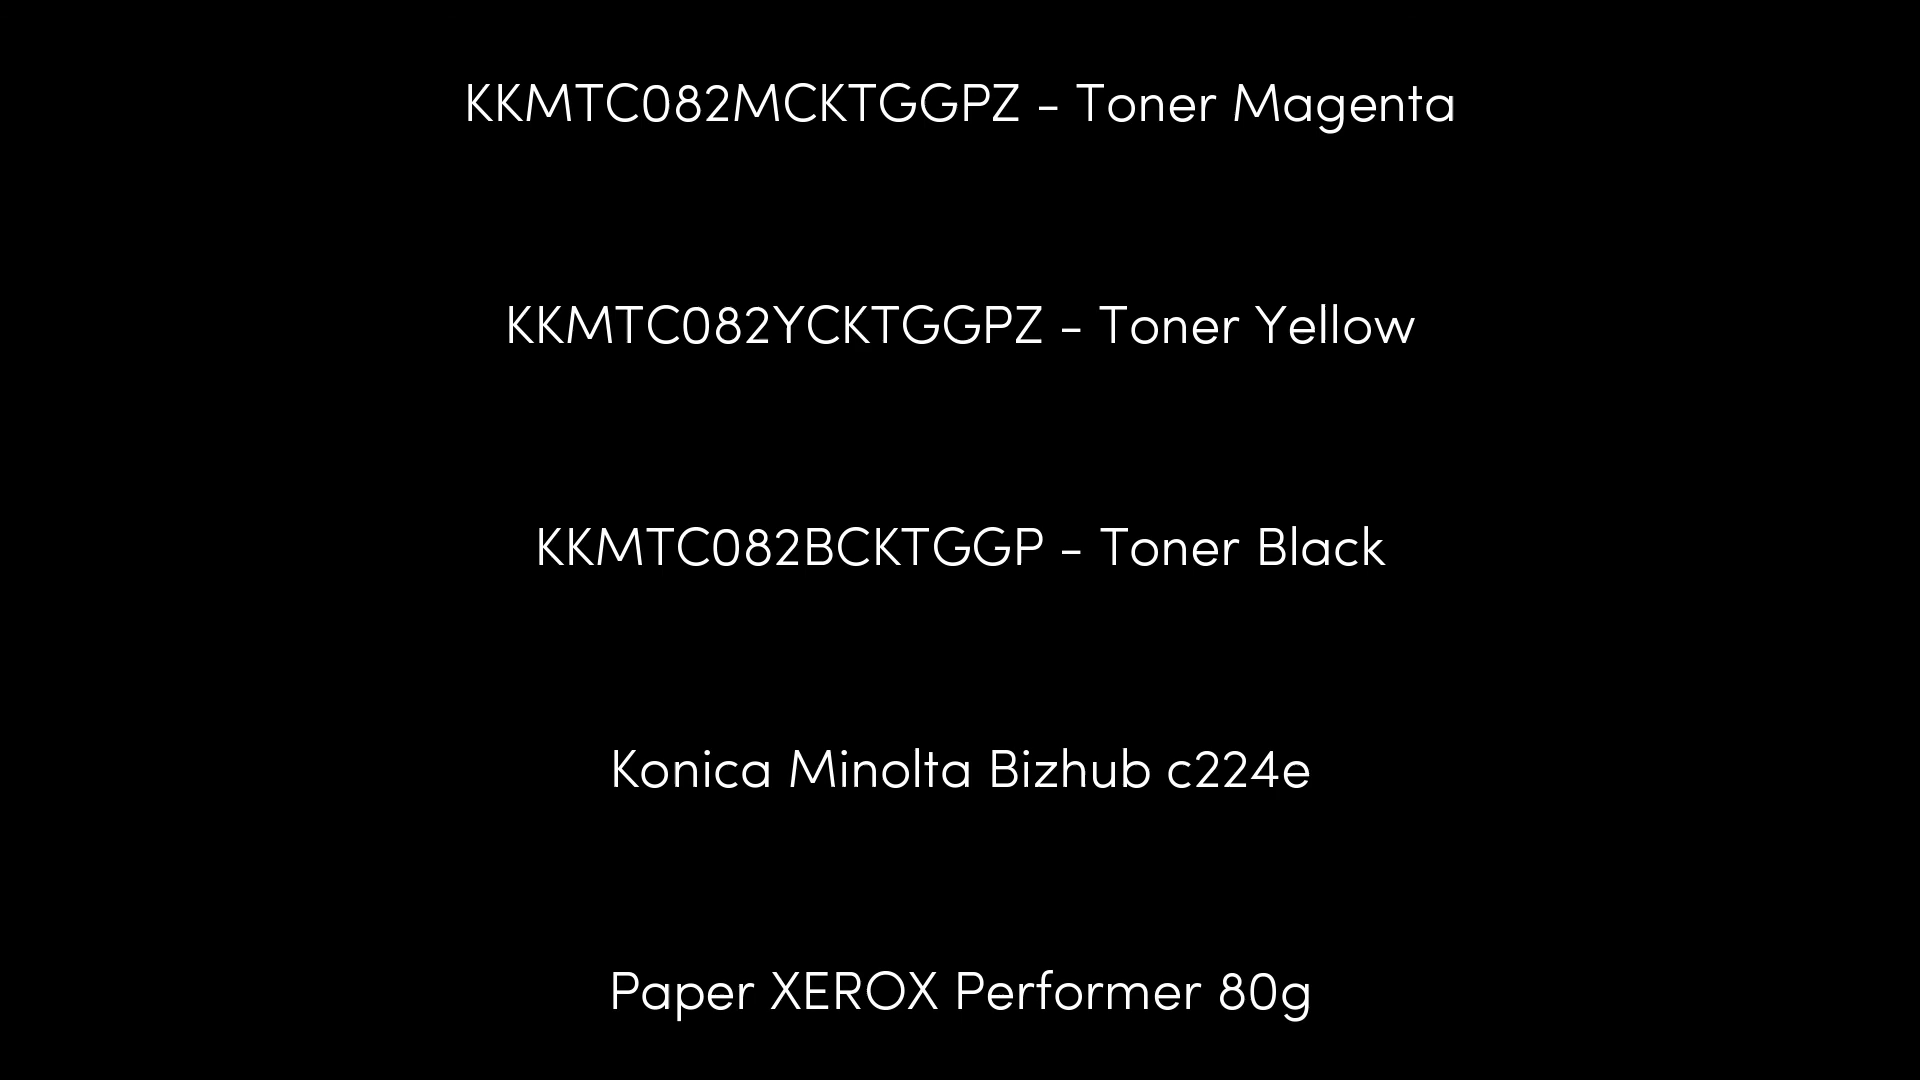 KKMTC082MCKTGGPZ - Toner Magenta
KKMTC082YCKTGGPZ - Toner Yellow
KKMTC082BCKTGGP - Toner Black
Konica Minolta Bizhub c224e
Paper XEROX Performer 80g